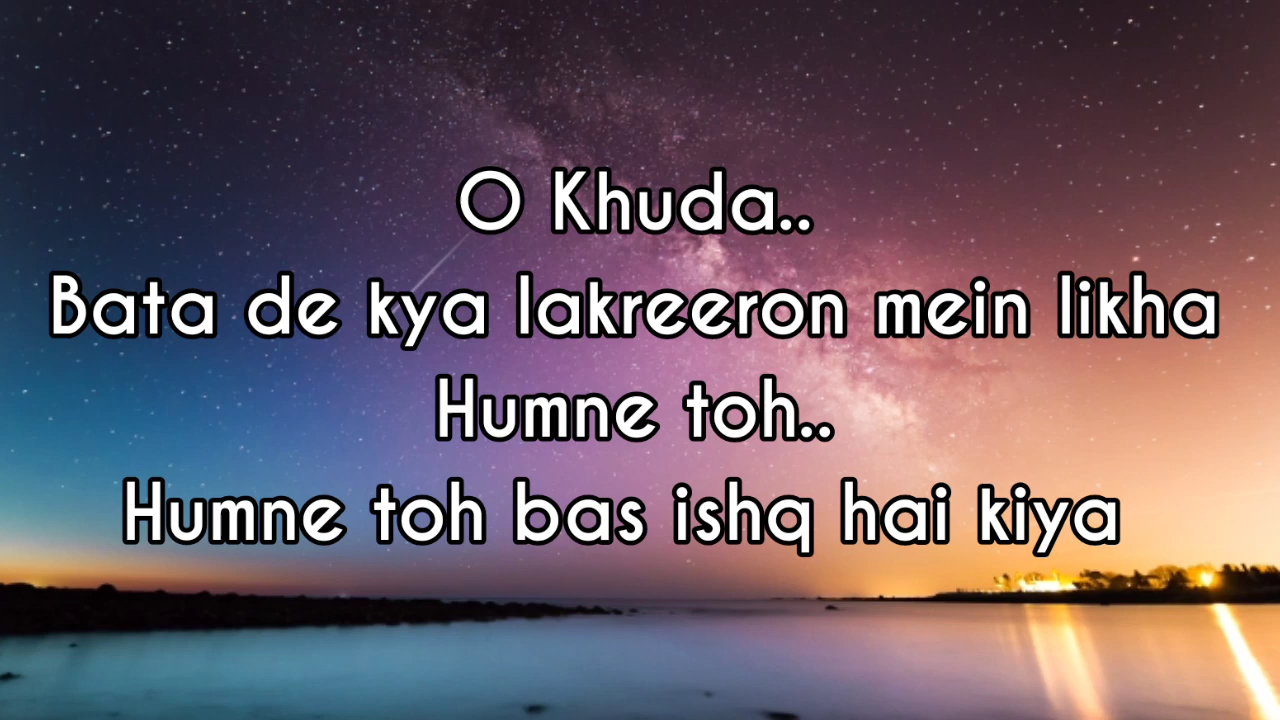 O Khuda..
Bata de kya lakreeron mein likha
Humne toh..
Humne toh bas ishq hai kiya